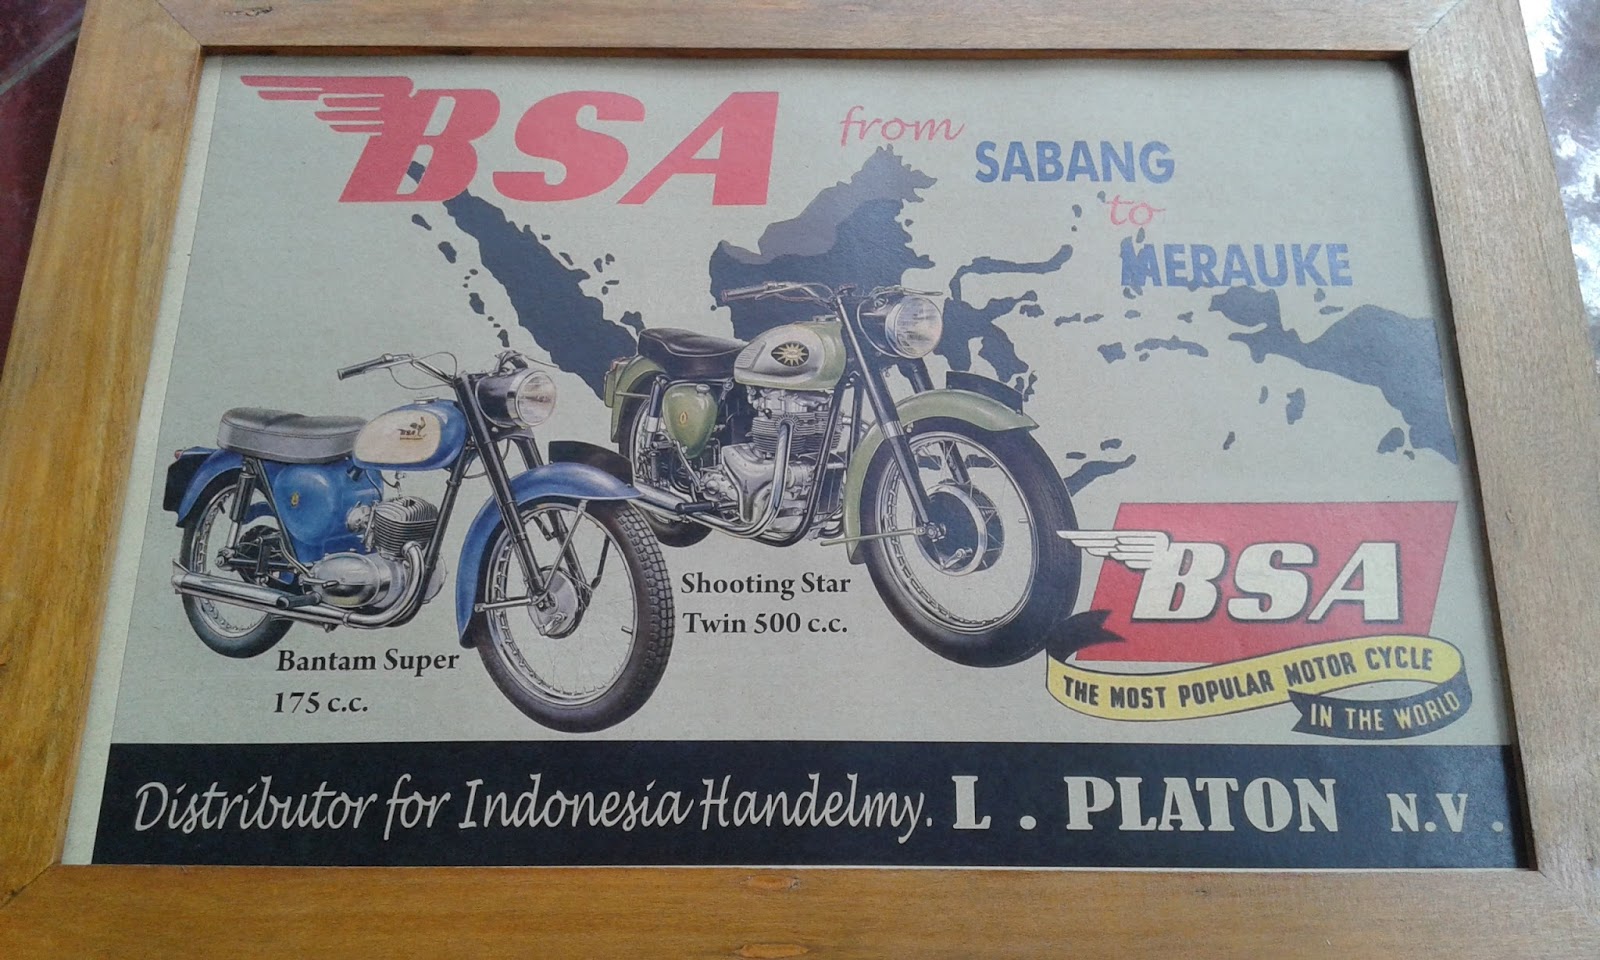 BSA
from
SABANG
to
MERAUKE
Shooting Star
Twin 500 c.c.
Bantam Super
175 c.c.
BSA
THE MOST POPULAR MOTOR CYCLE
IN THE WORLD
Distributor for Indonesia Handelmy. L . PLATON N.V .